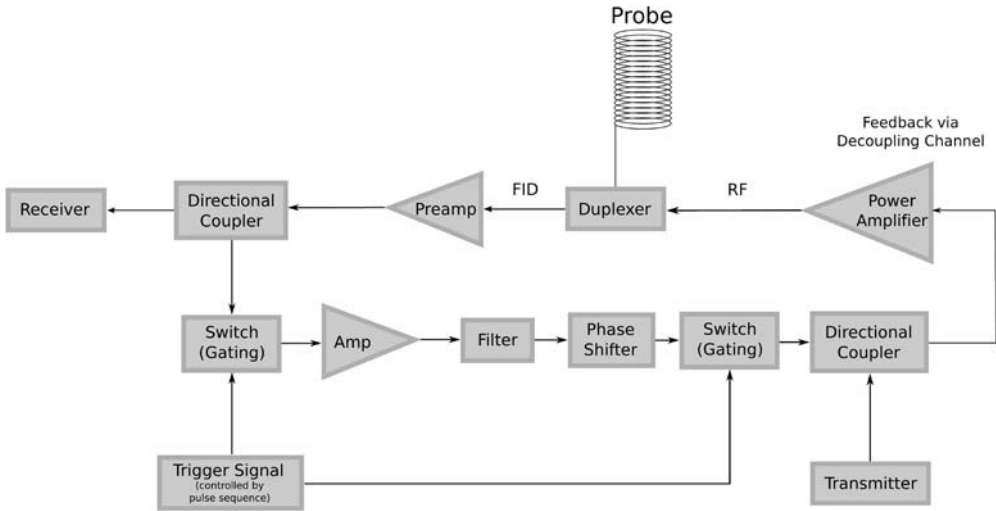 Probe
Feedback via
Decoupling Channel
Receiver
Directional
Coupler
Preamp
FID
Duplexer
RF
Power
Amplifier
Switch
(Gating)
Amp
Filter
Phase
Shifter
Switch
(Gating)
Directional
Coupler
Trigger Signal
(controlled by
pulse sequence)
Transmitter